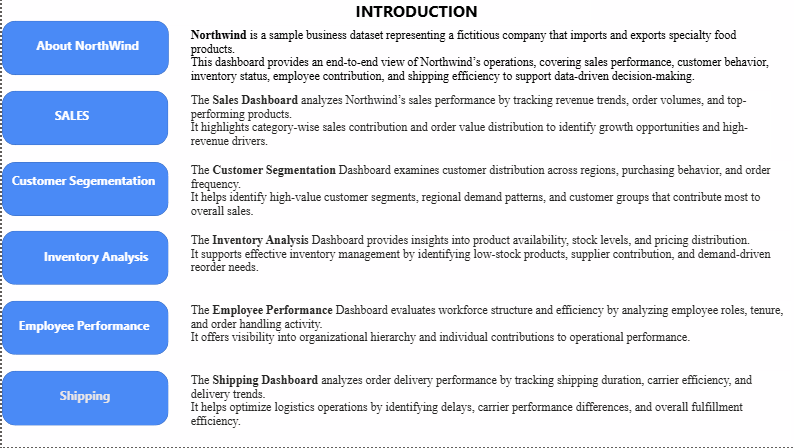 INTRODUCTION
About NorthWind
Northwind is a sample business dataset representing a fictitious company that imports and exports specialty food
products.
This dashboard provides an end-to-end view of Northwind’s operations, covering sales performance, customer behavior,
inventory status, employee contribution, and shipping efficiency to support data-driven decision-making.
SALES
The Sales Dashboard analyzes Northwind’s sales performance by tracking revenue trends, order volumes, and top-
performing products.
It highlights category-wise sales contribution and order value distribution to identify growth opportunities and high-
revenue drivers.
Customer Segementation
The Customer Segmentation Dashboard examines customer distribution across regions, purchasing behavior, and order
frequency.
It helps identify high-value customer segments, regional demand patterns, and customer groups that contribute most to
overall sales.
Inventory Analysis
The Inventory Analysis Dashboard provides insights into product availability, stock levels, and pricing distribution.
It supports effective inventory management by identifying low-stock products, supplier contribution, and demand-driven
reorder needs.
Employee Performance
The Employee Performance Dashboard evaluates workforce structure and efficiency by analyzing employee roles, tenure,
and order handling activity.
It offers visibility into organizational hierarchy and individual contributions to operational performance.
Shipping
The Shipping Dashboard analyzes order delivery performance by tracking shipping duration, carrier efficiency, and
delivery trends.
It helps optimize logistics operations by identifying delays, carrier performance differences, and overall fulfillment
efficiency.